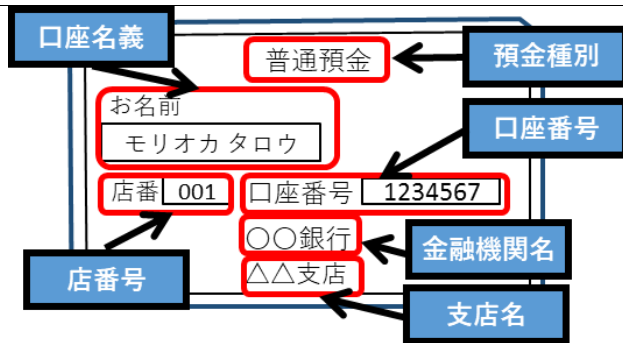 口座名義
普通預金
預金種別
お名前
モリオカ タロウ
口座番号
店番 001 口座番号 1234567
〇〇銀行
金融機関名
店番号
△△支店
支店名